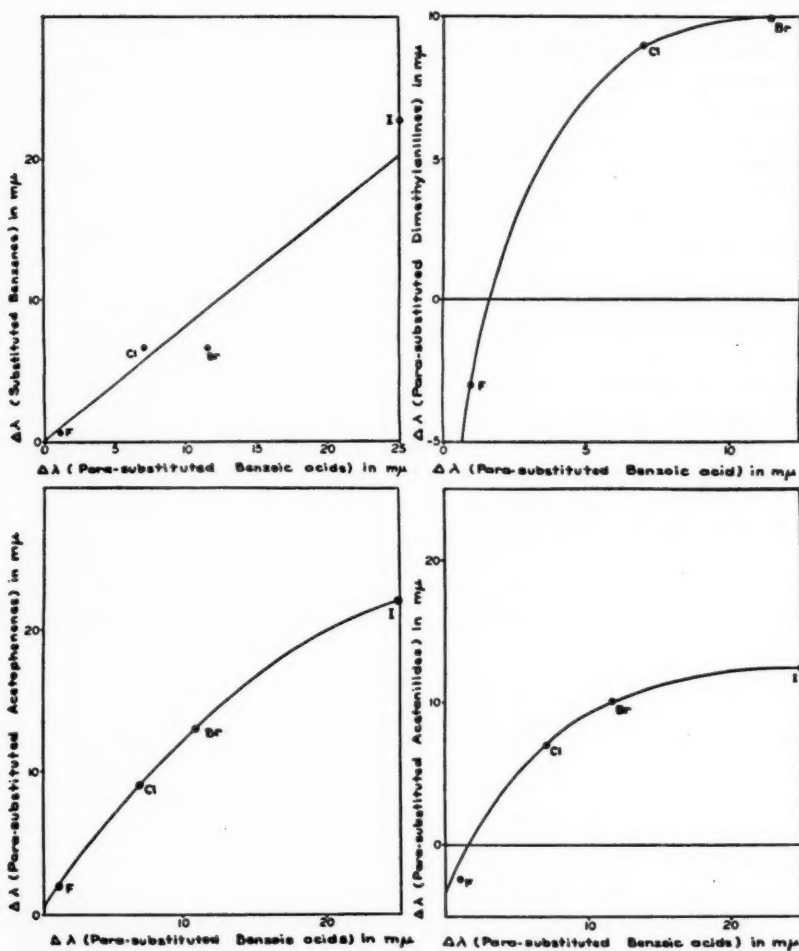 Δλ (Substituted Benzenes) in mμ
20
10
0
I
Cl
Br
F
0 5 10 15 20 25
Δλ (Para-substituted Benzoic acids) in mμ
Δλ (Para-substituted Dimethylanilines) in mμ
10
5
0
-5
Br
Cl
F
0 5 10
Δλ (Para-substituted Benzoic acid) in mμ
Δλ (Para-substituted Acetophenones) in mμ
20
10
0
I
Br
Cl
F
10 20
Δλ (Para-substituted Benzoic acids) in mμ
Δλ (Para-substituted Acetanilides) in mμ
20
10
0
I
Br
Cl
F
10 20
Δλ (Para-substituted Benzoic acids) in mμ